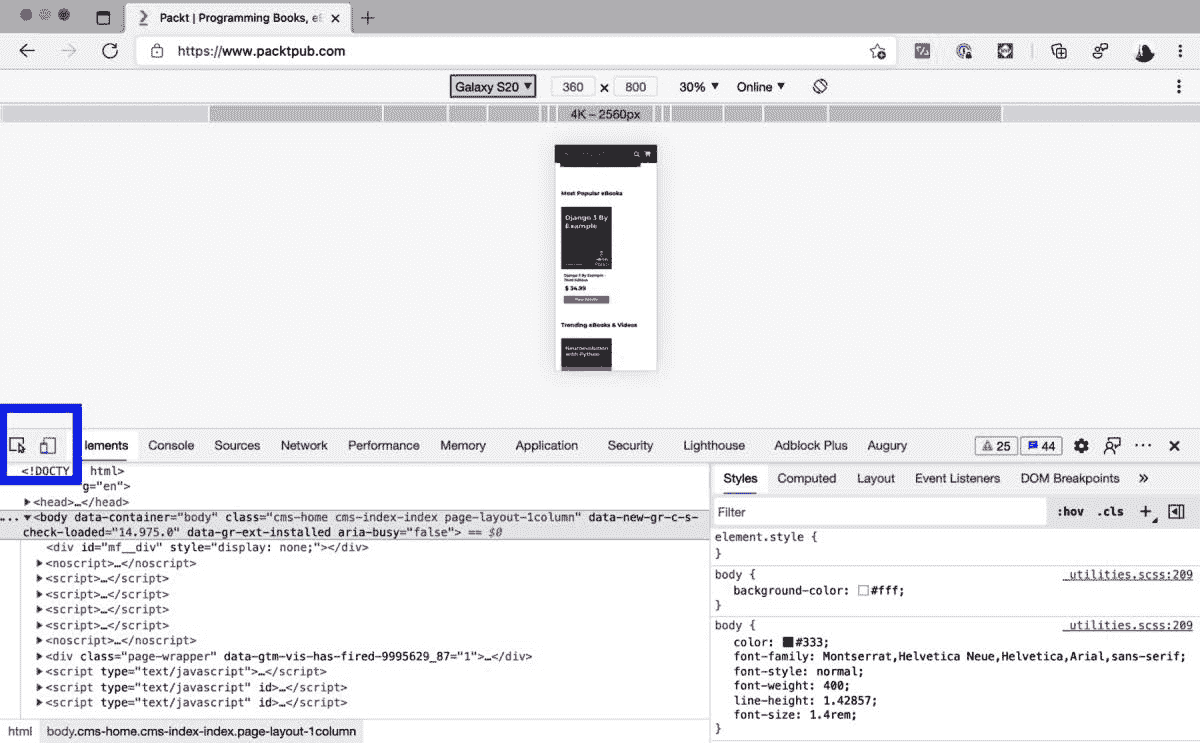 Packt | Programming Books, eB
https://www.packtpub.com
Galaxy S20 ▼ 360 × 800 30% ▼ Online ▼
4K – 2560px
Most Popular eBooks
Django 3 By
Example
Django 3 By Example -
Third Edition
$ 34.99
Trending eBooks & Videos
Neuroevolution
with Python
lements Console Sources Network Performance Memory Application Security Lighthouse Adblock Plus Augury 25 44
<!DOCTY html>
g="en">
▶<head>…</head>
...▼<body data-container="body" class="cms-home cms-index-index page-layout-1column" data-new-gr-c-s-
check-loaded="14.975.0" data-gr-ext-installed aria-busy="false"> == $0
<div id="mf__div" style="display: none;"></div>
▶<noscript>…</noscript>
▶<script>…</script>
▶<script>…</script>
▶<script>…</script>
▶<script>…</script>
▶<noscript>…</noscript>
▶<div class="page-wrapper" data-gtm-vis-has-fired-9995629_87="1">…</div>
▶<script type="text/javascript">…</script>
▶<script type="text/javascript" id>…</script>
▶<script type="text/javascript" id>…</script>
html body.cms-home.cms-index-index.page-layout-1column
Styles Computed Layout Event Listeners DOM Breakpoints »
Filter :hov .cls +
element.style {
}
body { _utilities.scss:209
background-color: #fff;
}
body { _utilities.scss:209
color: #333;
font-family: Montserrat,Helvetica Neue,Helvetica,Arial,sans-serif;
font-style: normal;
font-weight: 400;
line-height: 1.42857;
font-size: 1.4rem;
}